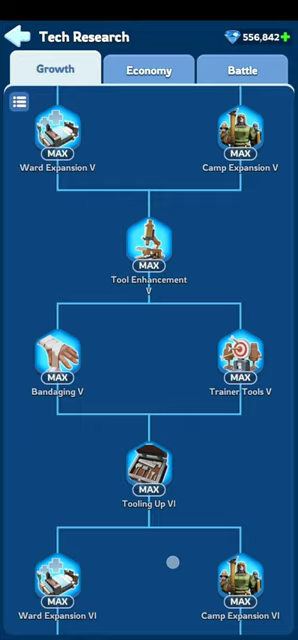 Tech Research
556,842
Growth
Economy
Battle
MAX
MAX
Ward Expansion V
Camp Expansion V
MAX
Tool Enhancement
V
MAX
MAX
Bandaging V
Trainer Tools V
MAX
Tooling Up VI
MAX
MAX
Ward Expansion VI
Camp Expansion VI